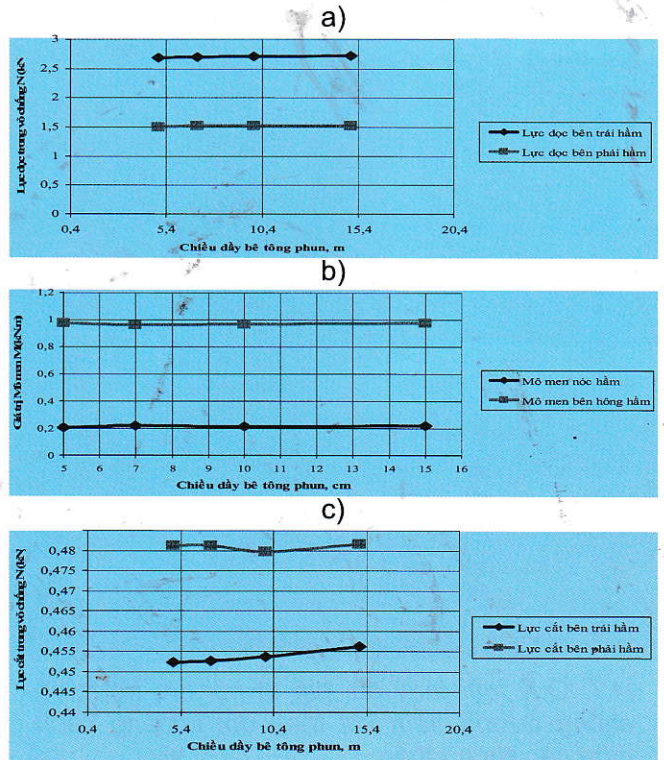 a)
Lực dọc trong vỏ chống N (kN
3
2,5
2
1,5
1
0,5
0
0,4 5,4 10,4 15,4 20,4
Chiều dầy bê tông phun, m
Lực dọc bên trái hầm
Lực dọc bên phải hầm
b)
Giá trị Mô men M (kN.m)
1,2
1
0,8
0,6
0,4
0,2
0
5 6 7 8 9 10 11 12 13 14 15 16
Chiều dầy bê tông phun, cm
Mô men nóc hầm
Mô men bên hông hầm
c)
Lực cắt trong vỏ chống N (kN)
0,48
0,475
0,47
0,465
0,46
0,455
0,45
0,445
0,44
0,4 5,4 10,4 15,4 20,4
Chiều dầy bê tông phun, m
Lực cắt bên trái hầm
Lực cắt bên phải hầm